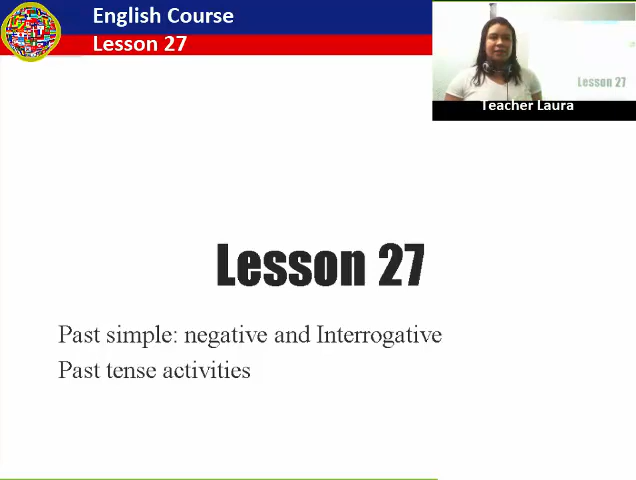 English Course
Lesson 27
Lesson 27
Teacher Laura
Lesson 27
Past simple: negative and Interrogative
Past tense activities